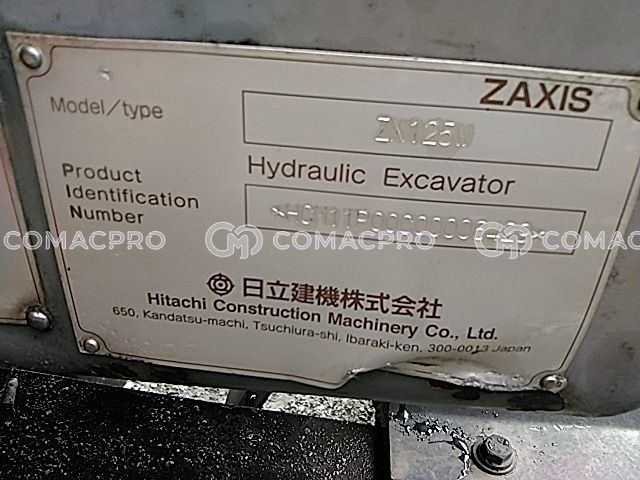 ZAXIS
Model/type
ZX125W
Hydraulic Excavator
Product
Identification
Number
COMACPRO
COMACPRO
COMACPRO
日立建機株式会社
Hitachi Construction Machinery Co., Ltd.
650, Kandatsu-machi, Tsuchiura-shi, Ibaraki-ken, 300-0013 Japan